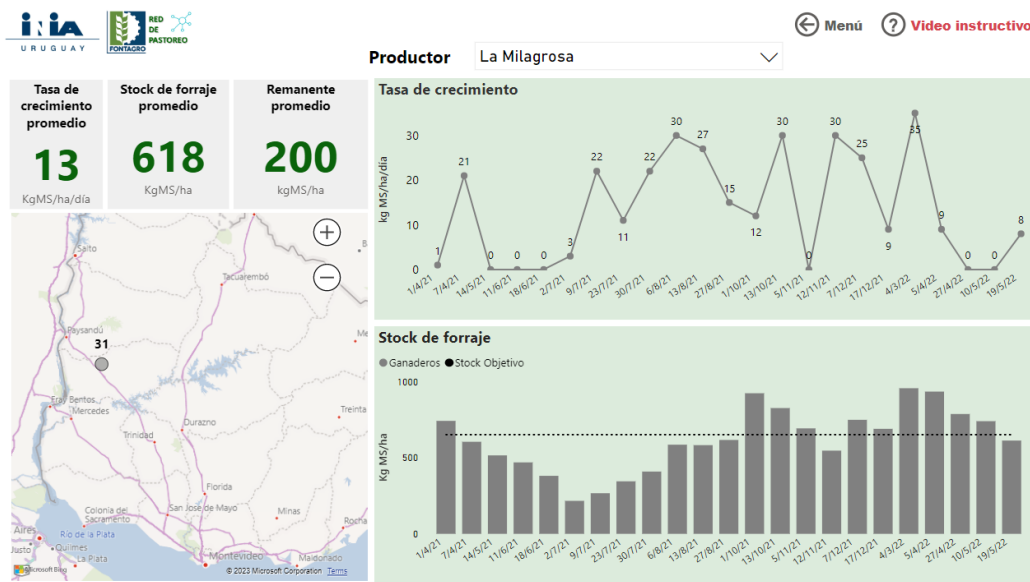 INIA
URUGUAY
FONTAGRO
RED
DE
PASTOREO
Menú
Video instructivo
Productor
La Milagrosa
Tasa de
crecimiento
promedio
13
KgMS/ha/día
Stock de forraje
promedio
618
KgMS/ha
Remanente
promedio
200
kgMS/ha
Tasa de crecimiento
kg MS/ha/dia
30
20
10
0
1
21
0
0
0
3
22
11
22
30
27
15
12
30
0
30
25
9
35
9
0
0
8
1/4/21
7/4/21
14/5/21
11/6/21
18/6/21
2/7/21
9/7/21
23/7/21
30/7/21
6/8/21
13/8/21
27/8/21
1/10/21
13/10/21
5/11/21
12/11/21
7/12/21
17/12/21
4/3/22
5/4/22
27/4/22
10/5/22
19/5/22
Salto
Tacuarembó
Paysandú
31
Fray Bentos
Mercedes
Trinidad
Durazno
Treinta
Florida
San José de Mayo
Minas
Colonia del
Sacramento
Rocha
Aires
Río de la Plata
Justo
Quilmes
La Plata
Montevideo
Maldonado
Microsoft Bing
© 2023 Microsoft Corporation
Terms
Stock de forraje
Ganaderos
Stock Objetivo
Kg MS/ha
1000
500
0
1/4/21
7/4/21
14/5/21
11/6/21
18/6/21
2/7/21
9/7/21
23/7/21
30/7/21
6/8/21
13/8/21
27/8/21
1/10/21
13/10/21
5/11/21
12/11/21
7/12/21
17/12/21
4/3/22
5/4/22
27/4/22
10/5/22
19/5/22